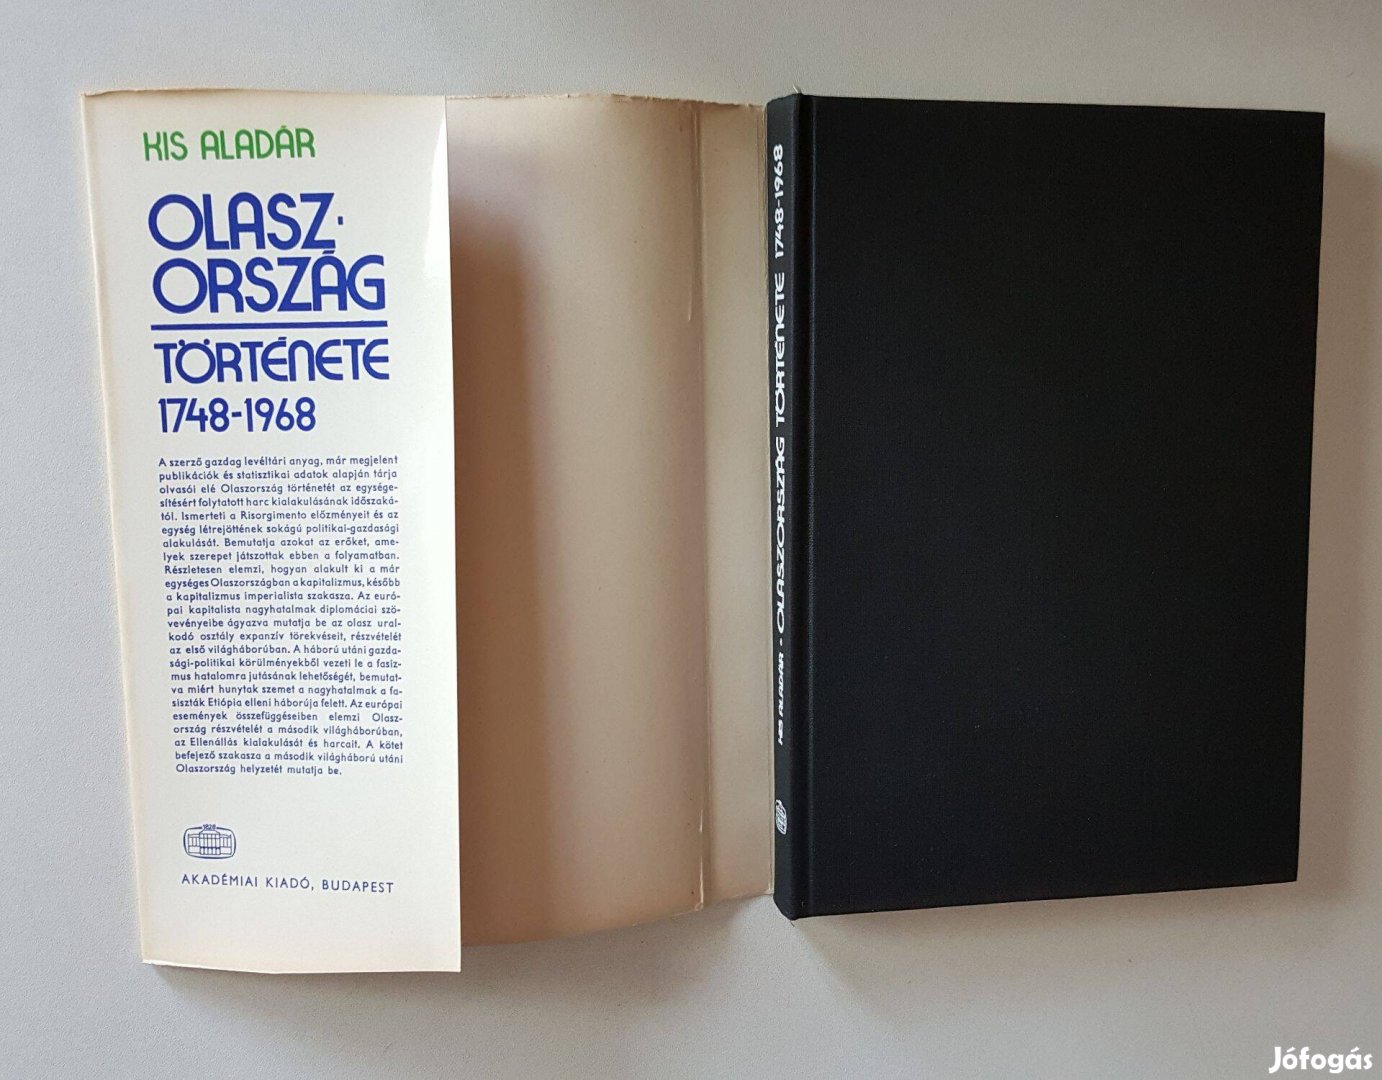 KIS ALADÁR
OLASZ-
ORSZÁG
TÖRTÉNETE
1748-1968
A szerző gazdag levéltári anyag, már megjelent
publikációk és statisztikai adatok alapján tárja
olvasói elé Olaszország történetét az egysége-
sítésért folytatott harc kialakulásának időszaká-
tól. Ismerteti a Risorgimento előzményeit és az
egység létrejöttének sokágú politikai-gazdasági
alakulását. Bemutatja azokat az erőket, ame-
lyek szerepet játszottak ebben a folyamatban.
Részletesen elemzi, hogyan alakult ki a már
egységes Olaszországban a kapitalizmus, később
a kapitalizmus imperialista szakasza. Az euró-
pai kapitalista nagyhatalmak diplomáciai szö-
vevényeibe ágyazva mutatja be az olasz ural-
kodó osztály expanzív törekvéseit, részvételét
az első világháborúban. A háború utáni gazda-
sági-politikai körülményekből vezeti le a fasiz-
mus hatalomra jutásának lehetőségét, bemutat-
va miért hunytak szemet a nagyhatalmak a fa-
siszták Etiópia elleni háborúja felett. Az európai
események összefüggéseiben elemzi Olasz-
ország részvételét a második világháborúban,
az Ellenállás kialakulását és harcait. A kötet
befejező szakasza a második világháború utáni
Olaszország helyzetét mutatja be.
1828
AKADÉMIAI KIADÓ, BUDAPEST
KIS ALADÁR - OLASZORSZÁG TÖRTÉNETE 1748-1968
Jófogás